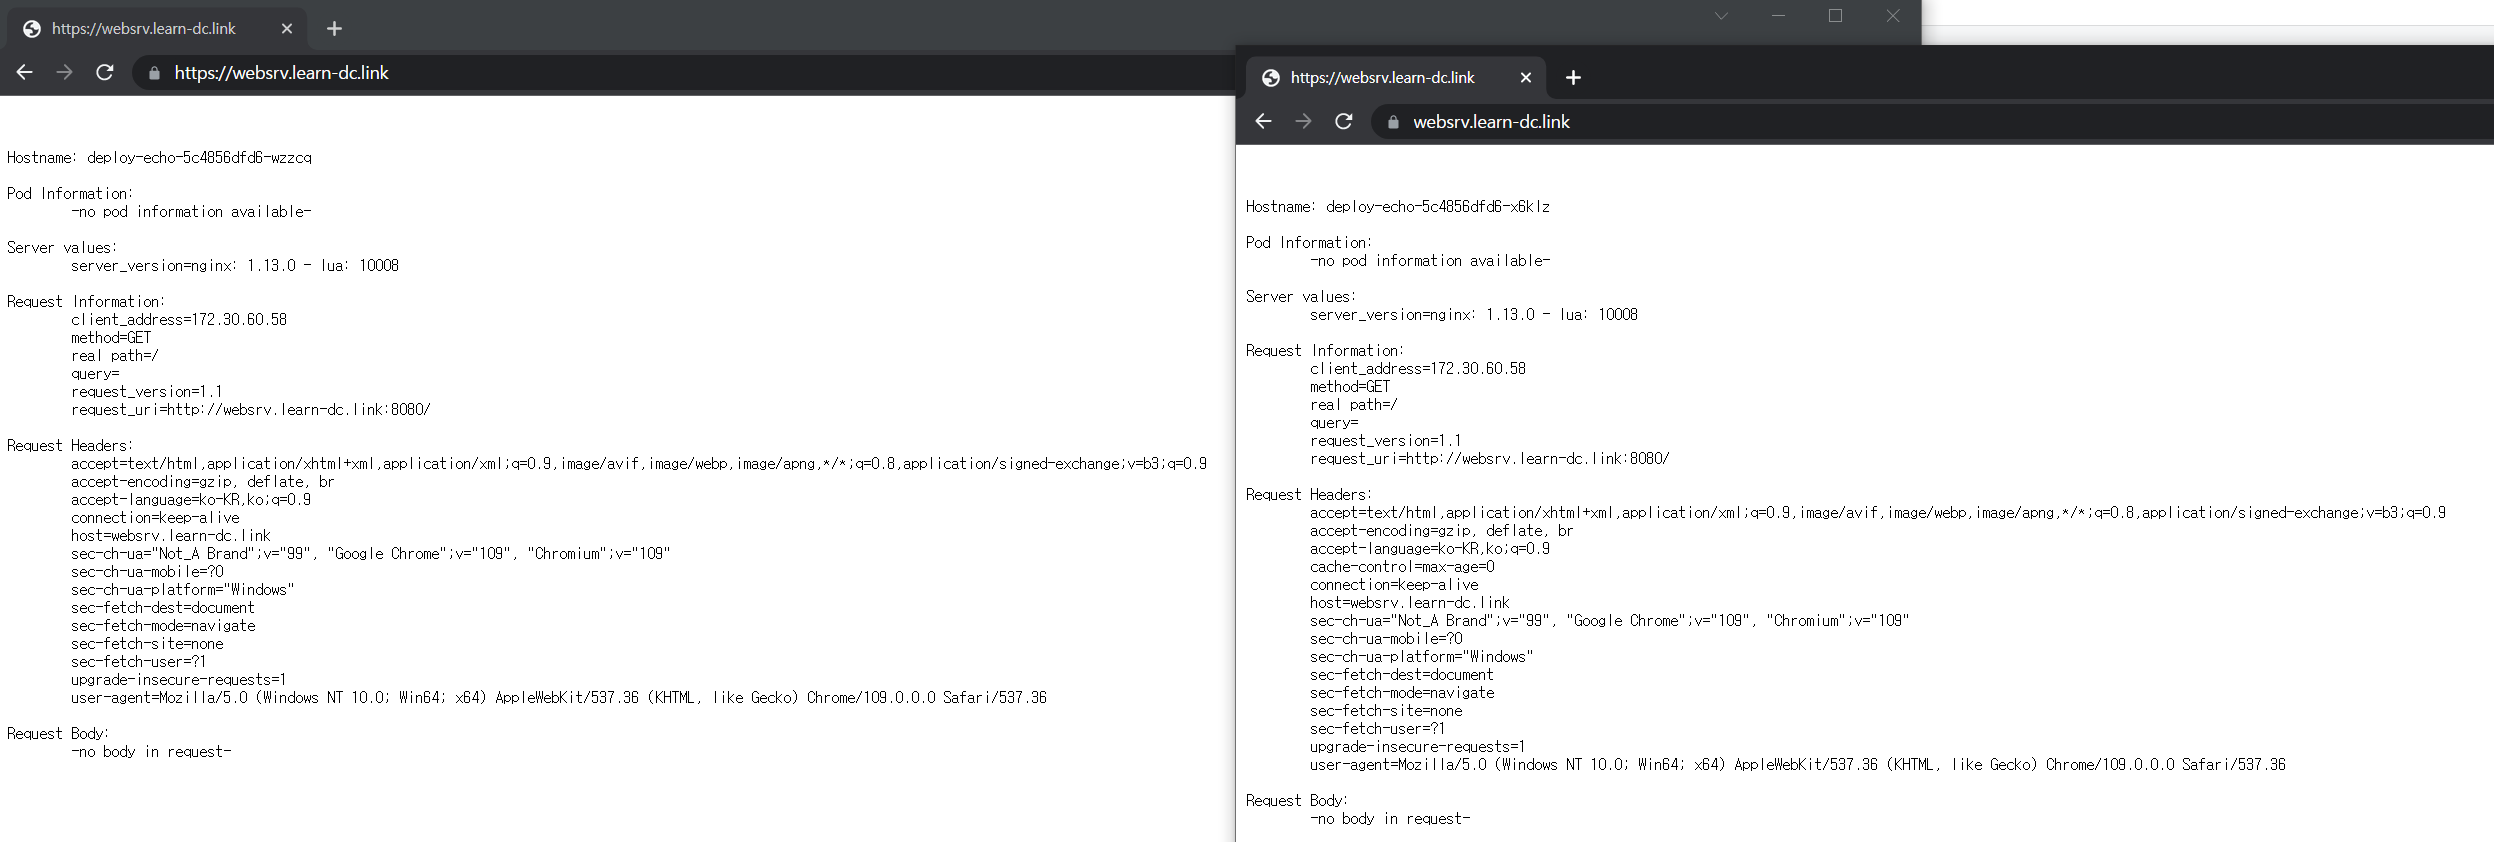 https://websrv.learn-dc.link
https://websrv.learn-dc.link
Hostname: deploy-echo-5c4856dfd6-wzzcq
Pod Information:
-no pod information available-
Server values:
server_version=nginx: 1.13.0 - lua: 10008
Request Information:
client_address=172.30.60.58
method=GET
real path=/
query=
request_version=1.1
request_uri=http://websrv.learn-dc.link:8080/
Request Headers:
accept=text/html,application/xhtml+xml,application/xml;q=0.9,image/avif,image/webp,image/apng,*/*;q=0.8,application/signed-exchange;v=b3;q=0.9
accept-encoding=gzip, deflate, br
accept-language=ko-KR,ko;q=0.9
connection=keep-alive
host=websrv.learn-dc.link
sec-ch-ua="Not_A Brand";v="99", "Google Chrome";v="109", "Chromium";v="109"
sec-ch-ua-mobile=?0
sec-ch-ua-platform="Windows"
sec-fetch-dest=document
sec-fetch-mode=navigate
sec-fetch-site=none
sec-fetch-user=?1
upgrade-insecure-requests=1
user-agent=Mozilla/5.0 (Windows NT 10.0; Win64; x64) AppleWebKit/537.36 (KHTML, like Gecko) Chrome/109.0.0.0 Safari/537.36
Request Body:
-no body in request-
https://websrv.learn-dc.link
websrv.learn-dc.link
Hostname: deploy-echo-5c4856dfd6-x6klz
Pod Information:
-no pod information available-
Server values:
server_version=nginx: 1.13.0 - lua: 10008
Request Information:
client_address=172.30.60.58
method=GET
real path=/
query=
request_version=1.1
request_uri=http://websrv.learn-dc.link:8080/
Request Headers:
accept=text/html,application/xhtml+xml,application/xml;q=0.9,image/avif,image/webp,image/apng,*/*;q=0.8,application/signed-exchange;v=b3;q=0.9
accept-encoding=gzip, deflate, br
accept-language=ko-KR,ko;q=0.9
cache-control=max-age=0
connection=keep-alive
host=websrv.learn-dc.link
sec-ch-ua="Not_A Brand";v="99", "Google Chrome";v="109", "Chromium";v="109"
sec-ch-ua-mobile=?0
sec-ch-ua-platform="Windows"
sec-fetch-dest=document
sec-fetch-mode=navigate
sec-fetch-site=none
sec-fetch-user=?1
upgrade-insecure-requests=1
user-agent=Mozilla/5.0 (Windows NT 10.0; Win64; x64) AppleWebKit/537.36 (KHTML, like Gecko) Chrome/109.0.0.0 Safari/537.36
Request Body:
-no body in request-